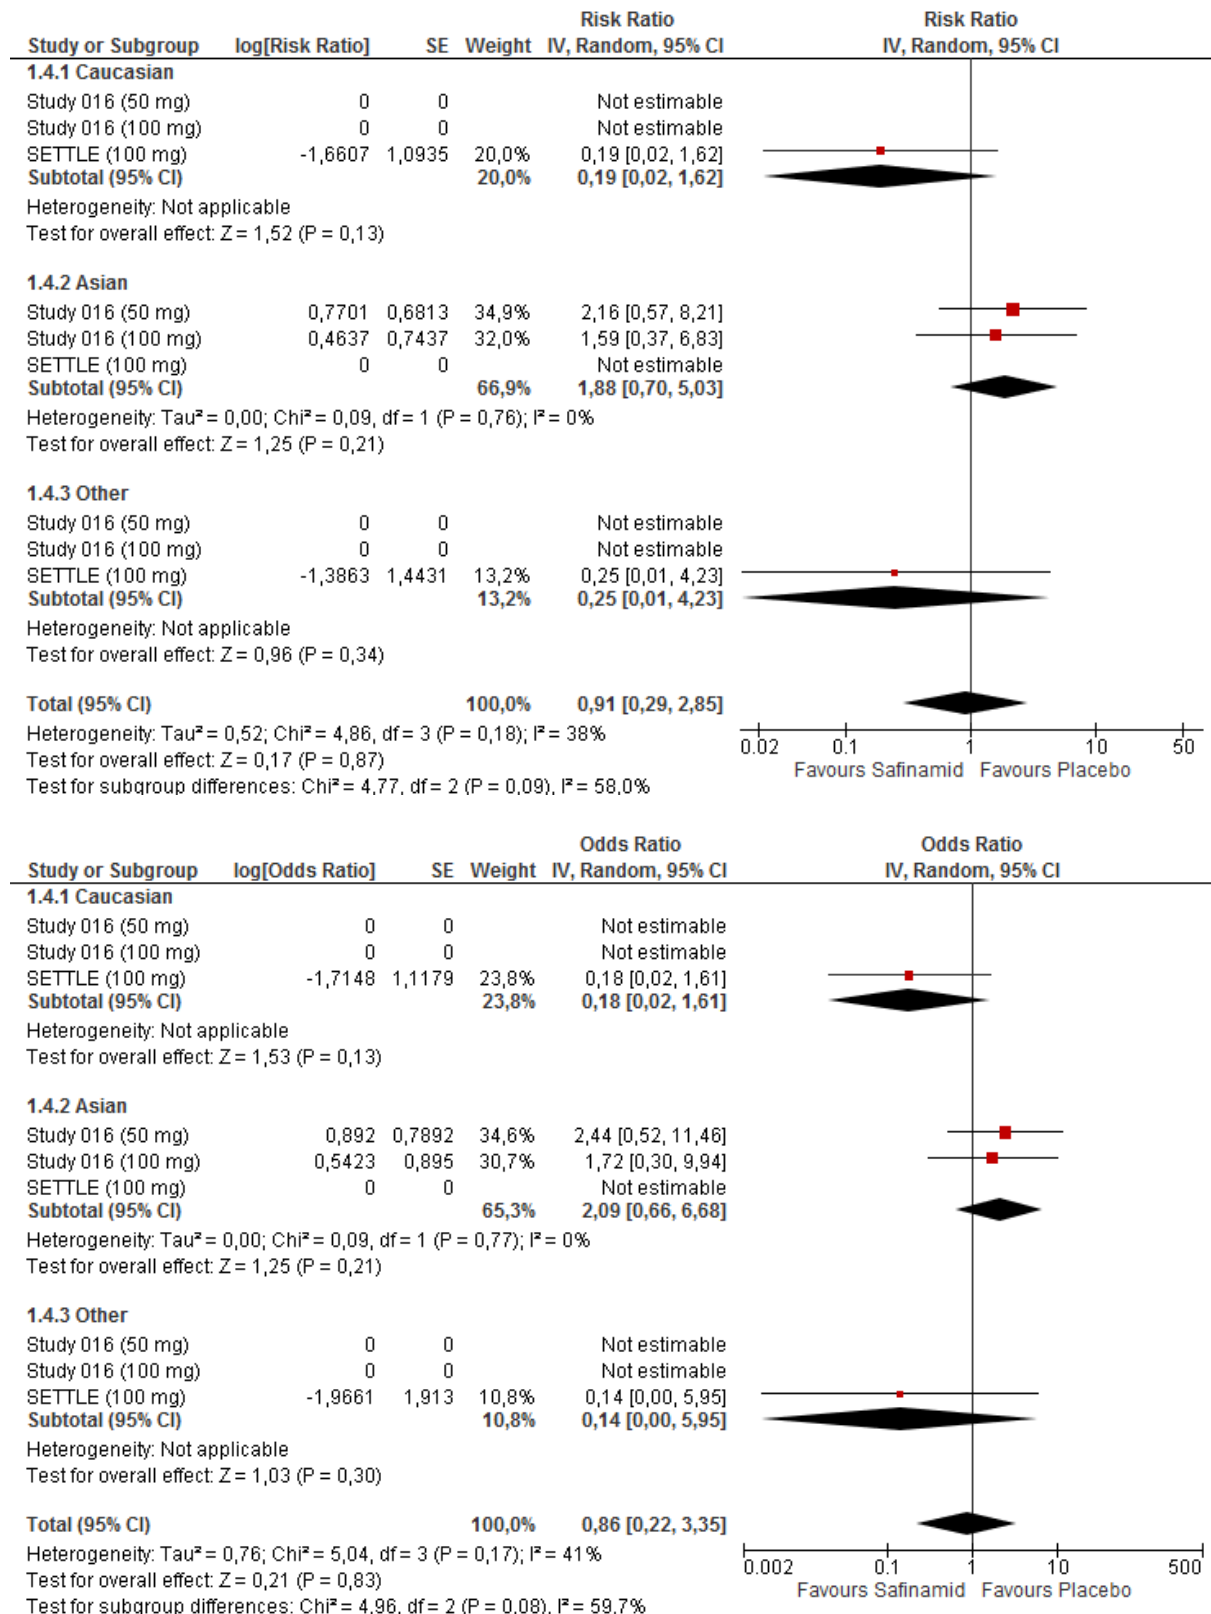 Risk Ratio Risk Ratio
Study or Subgroup log[Risk Ratio] SE Weight IV, Random, 95% CI IV, Random, 95% CI
1.4.1 Caucasian
Study 016 (50 mg) 0 0 Not estimable
Study 016 (100 mg) 0 0 Not estimable
SETTLE (100 mg) -1,6607 1,0935 20,0% 0,19 [0,02, 1,62]
Subtotal (95% CI) 20,0% 0,19 [0,02, 1,62]
Heterogeneity: Not applicable
Test for overall effect: Z = 1,52 (P = 0,13)
1.4.2 Asian
Study 016 (50 mg) 0,7701 0,6813 34,9% 2,16 [0,57, 8,21]
Study 016 (100 mg) 0,4637 0,7437 32,0% 1,59 [0,37, 6,83]
SETTLE (100 mg) 0 0 Not estimable
Subtotal (95% CI) 66,9% 1,88 [0,70, 5,03]
Heterogeneity: Tau² = 0,00; Chi² = 0,09, df = 1 (P = 0,76); I² = 0%
Test for overall effect: Z = 1,25 (P = 0,21)
1.4.3 Other
Study 016 (50 mg) 0 0 Not estimable
Study 016 (100 mg) 0 0 Not estimable
SETTLE (100 mg) -1,3863 1,4431 13,2% 0,25 [0,01, 4,23]
Subtotal (95% CI) 13,2% 0,25 [0,01, 4,23]
Heterogeneity: Not applicable
Test for overall effect: Z = 0,96 (P = 0,34)
Total (95% CI) 100,0% 0,91 [0,29, 2,85]
Heterogeneity: Tau² = 0,52; Chi² = 4,86, df = 3 (P = 0,18); I² = 38%
Test for overall effect: Z = 0,17 (P = 0,87)
Test for subgroup differences: Chi² = 4,77, df = 2 (P = 0,09), I² = 58,0%
0.02 0.1 1 10 50
Favours Safinamid Favours Placebo
Odds Ratio Odds Ratio
Study or Subgroup log[Odds Ratio] SE Weight IV, Random, 95% CI IV, Random, 95% CI
1.4.1 Caucasian
Study 016 (50 mg) 0 0 Not estimable
Study 016 (100 mg) 0 0 Not estimable
SETTLE (100 mg) -1,7148 1,1179 23,8% 0,18 [0,02, 1,61]
Subtotal (95% CI) 23,8% 0,18 [0,02, 1,61]
Heterogeneity: Not applicable
Test for overall effect: Z = 1,53 (P = 0,13)
1.4.2 Asian
Study 016 (50 mg) 0,892 0,7892 34,6% 2,44 [0,52, 11,46]
Study 016 (100 mg) 0,5423 0,895 30,7% 1,72 [0,30, 9,94]
SETTLE (100 mg) 0 0 Not estimable
Subtotal (95% CI) 65,3% 2,09 [0,66, 6,68]
Heterogeneity: Tau² = 0,00; Chi² = 0,09, df = 1 (P = 0,77); I² = 0%
Test for overall effect: Z = 1,25 (P = 0,21)
1.4.3 Other
Study 016 (50 mg) 0 0 Not estimable
Study 016 (100 mg) 0 0 Not estimable
SETTLE (100 mg) -1,9661 1,913 10,8% 0,14 [0,00, 5,95]
Subtotal (95% CI) 10,8% 0,14 [0,00, 5,95]
Heterogeneity: Not applicable
Test for overall effect: Z = 1,03 (P = 0,30)
Total (95% CI) 100,0% 0,86 [0,22, 3,35]
Heterogeneity: Tau² = 0,76; Chi² = 5,04, df = 3 (P = 0,17); I² = 41%
Test for overall effect: Z = 0,21 (P = 0,83)
Test for subgroup differences: Chi² = 4,96, df = 2 (P = 0,08), I² = 59,7%
0.002 0.1 1 10 500
Favours Safinamid Favours Placebo